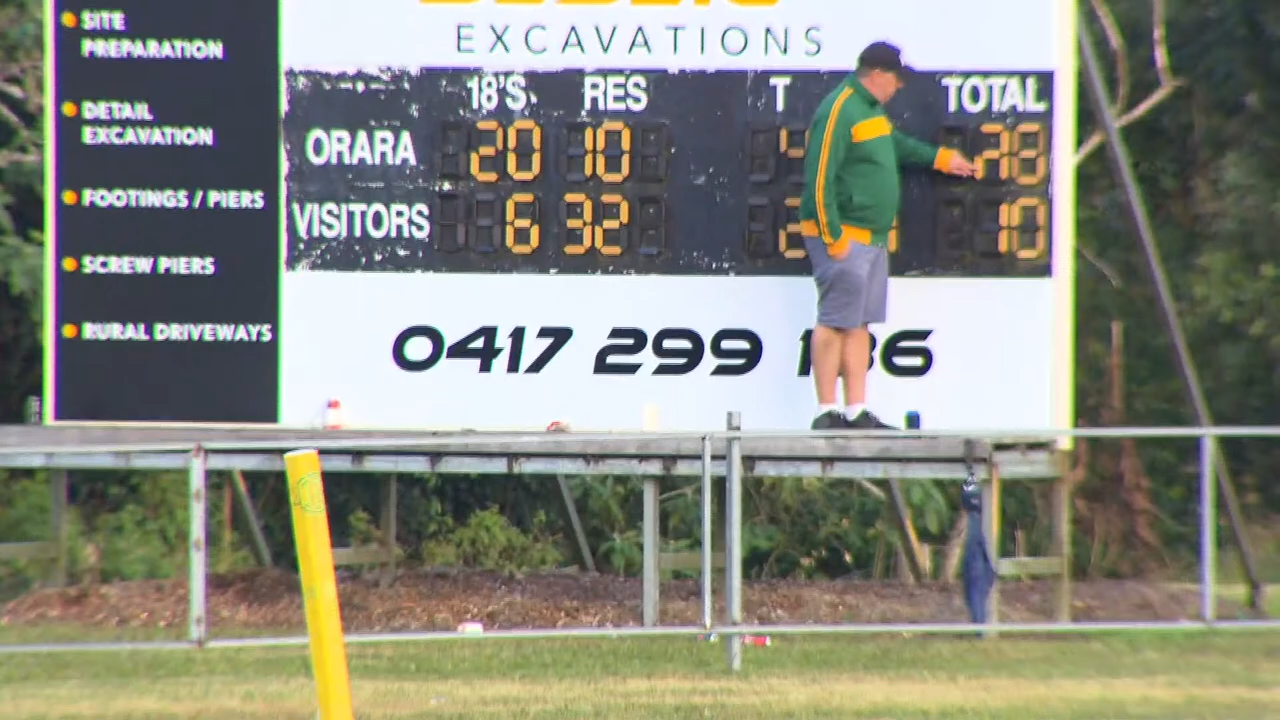 SITE
PREPARATION
DETAIL
EXCAVATION
FOOTINGS / PIERS
SCREW PIERS
RURAL DRIVEWAYS
EXCAVATIONS
18'S RES T TOTAL
ORARA 20 10 4
VISITORS 6 32 10
0417 299